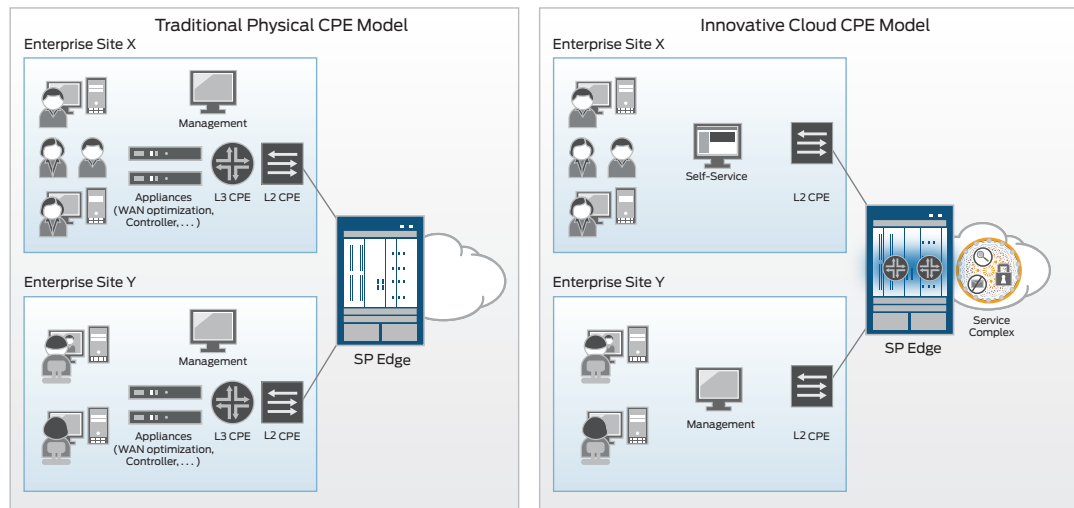 Traditional Physical CPE Model
Enterprise Site X
Management
Appliances
(WAN optimization,
Controller, . . . )
L3 CPE
L2 CPE
Enterprise Site Y
Management
Appliances
(WAN optimization,
Controller, . . . )
L3 CPE
L2 CPE
SP Edge
Innovative Cloud CPE Model
Enterprise Site X
Self-Service
L2 CPE
Enterprise Site Y
Management
L2 CPE
SP Edge
Service
Complex